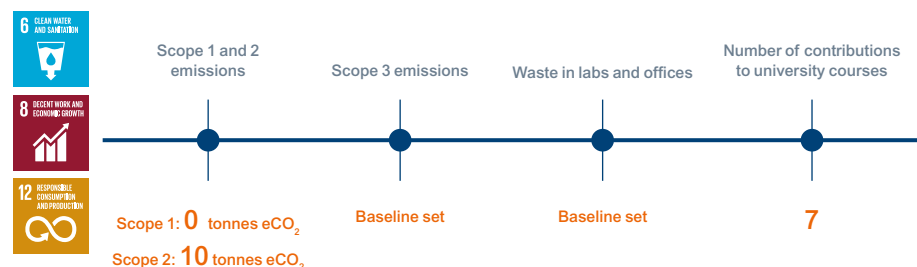 6 CLEAN WATER
AND SANITATION
8 DECENT WORK AND
ECONOMIC GROWTH
12 RESPONSIBLE
CONSUMPTION
AND PRODUCTION
Scope 1 and 2
emissions
Scope 3 emissions
Waste in labs and offices
Number of contributions
to university courses
Scope 1: 0 tonnes eCO₂
Scope 2: 10 tonnes eCO₂
Baseline set
Baseline set
7